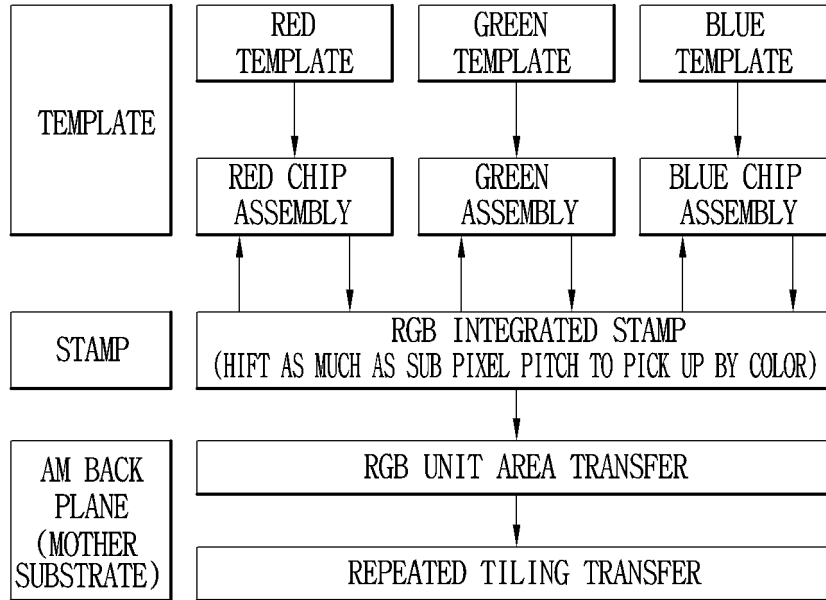 TEMPLATE
RED
TEMPLATE
GREEN
TEMPLATE
BLUE
TEMPLATE
RED CHIP
ASSEMBLY
GREEN
ASSEMBLY
BLUE CHIP
ASSEMBLY
STAMP
RGB INTEGRATED STAMP
(HIFT AS MUCH AS SUB PIXEL PITCH TO PICK UP BY COLOR)
AM BACK
PLANE
(MOTHER
SUBSTRATE)
RGB UNIT AREA TRANSFER
REPEATED TILING TRANSFER